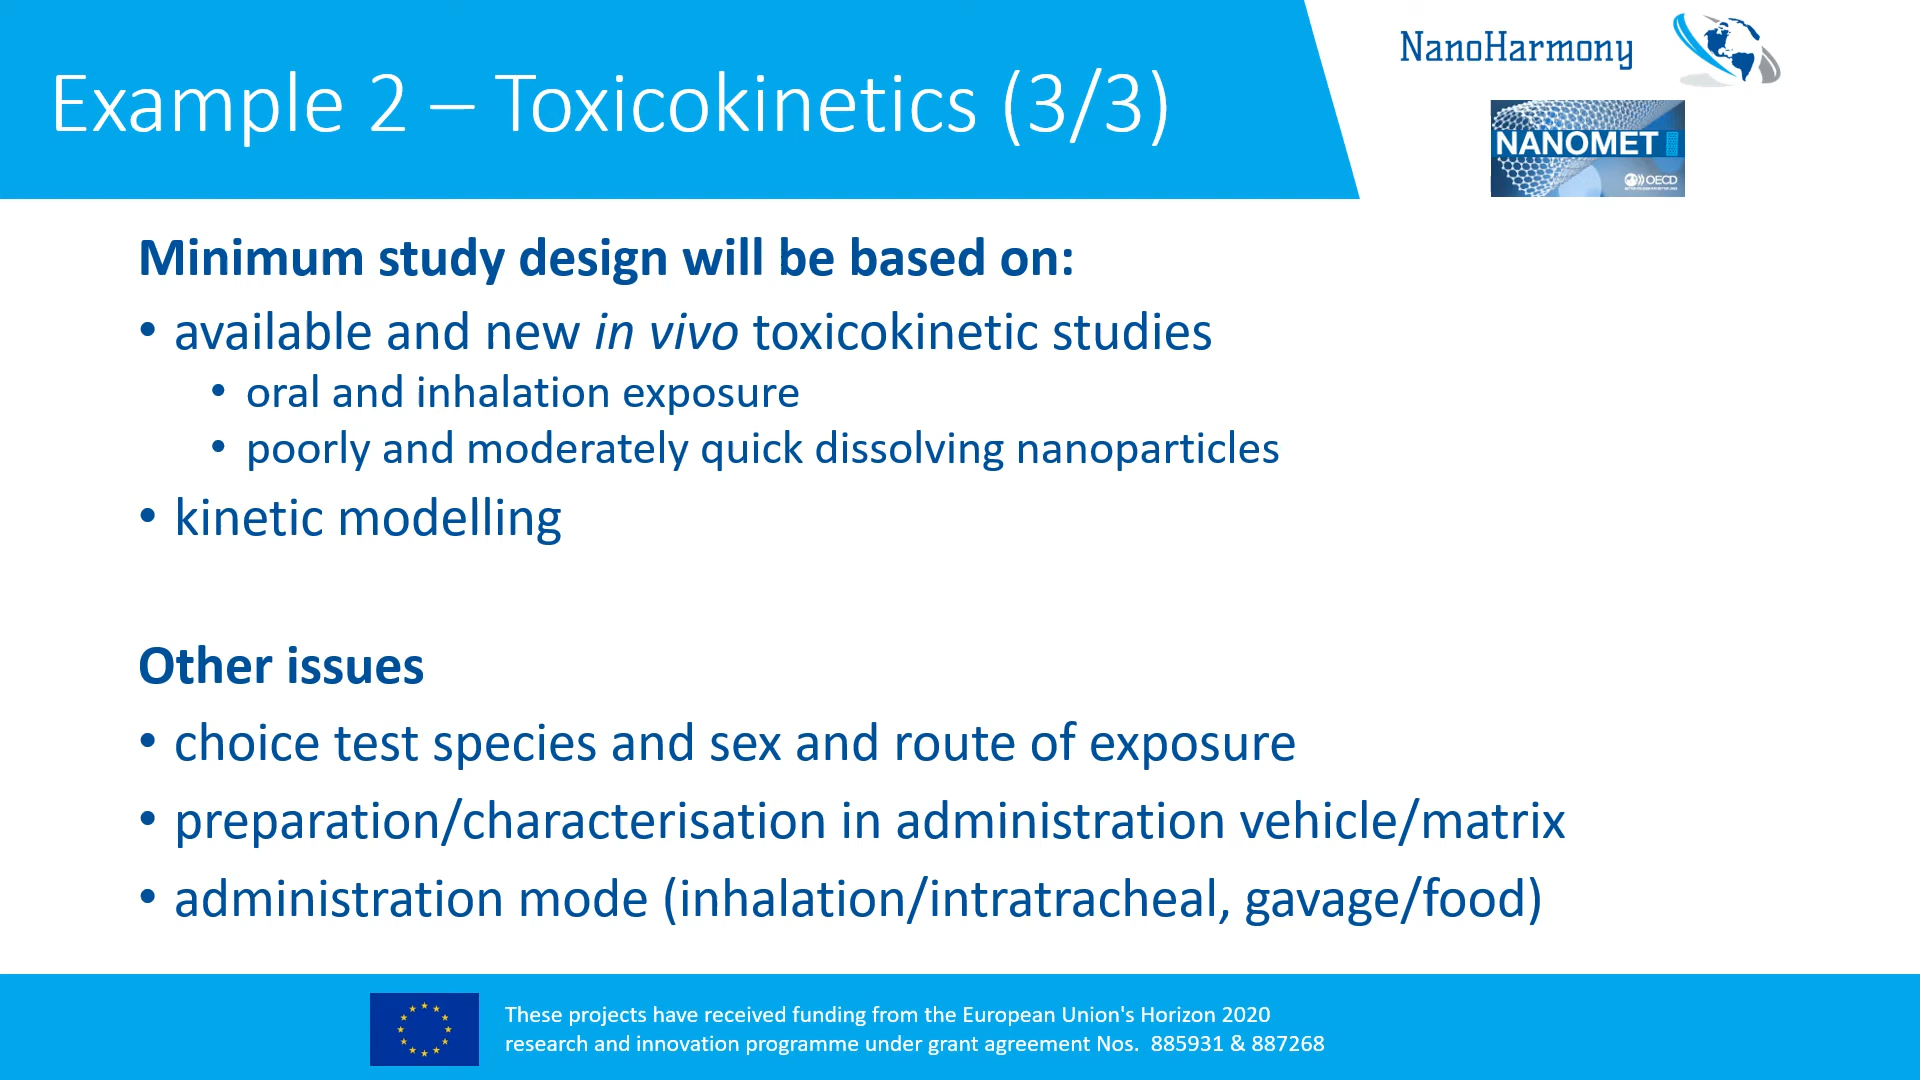 Example 2 – Toxicokinetics (3/3)
NanoHarmony
NANOMET
OECD
Minimum study design will be based on:
• available and new in vivo toxicokinetic studies
• oral and inhalation exposure
• poorly and moderately quick dissolving nanoparticles
• kinetic modelling
Other issues
• choice test species and sex and route of exposure
• preparation/characterisation in administration vehicle/matrix
• administration mode (inhalation/intratracheal, gavage/food)
These projects have received funding from the European Union's Horizon 2020
research and innovation programme under grant agreement Nos. 885931 & 887268